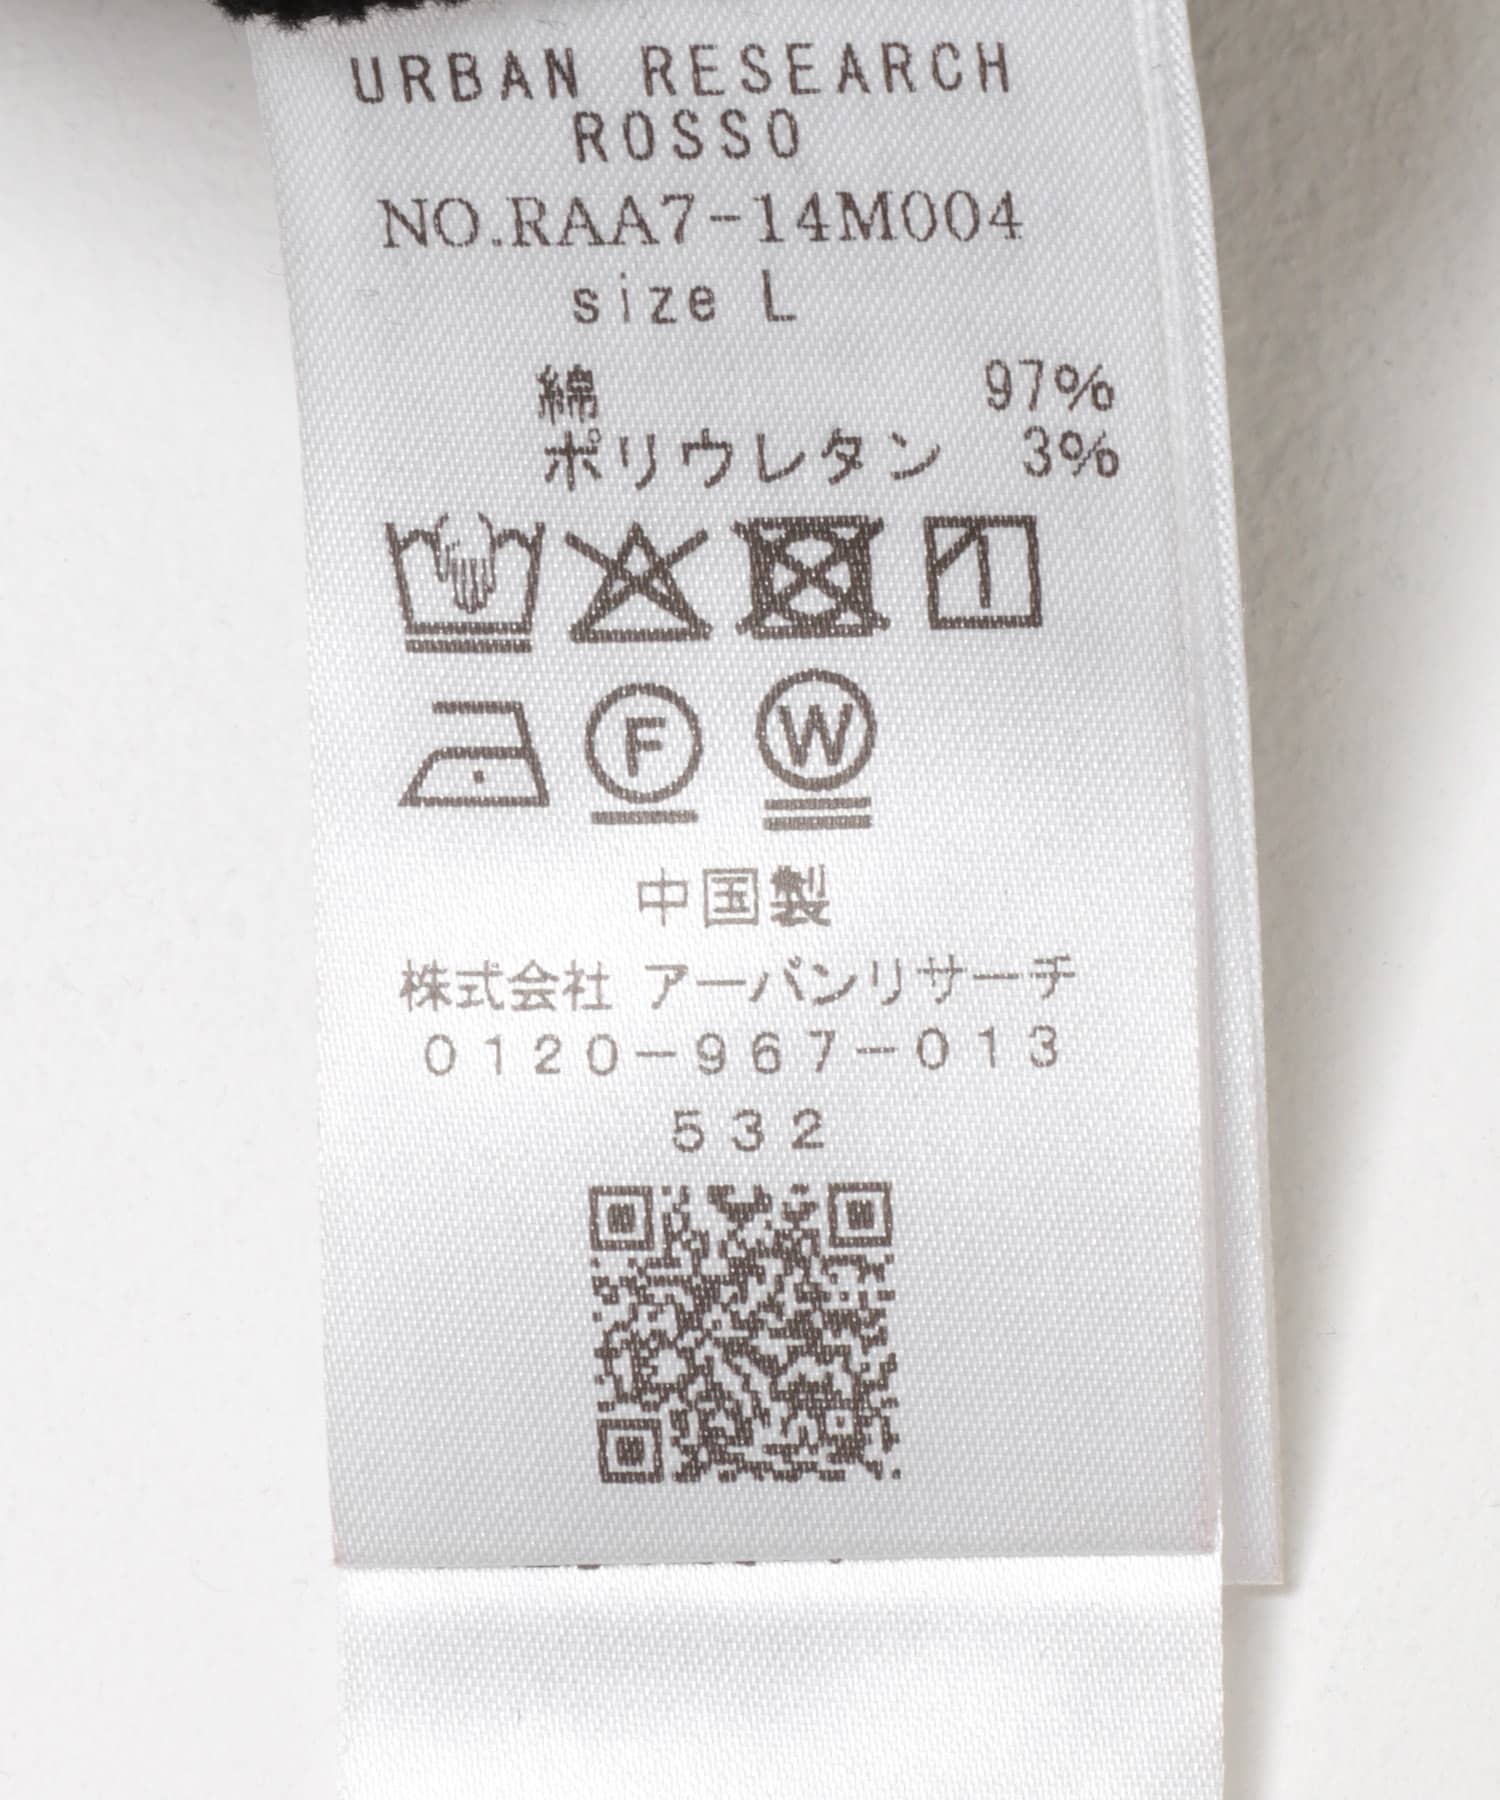 URBAN RESEARCH
ROSSO
NO.RAA7-14M004
size L
綿 97%
ポリウレタン 3%
F W
中国製
株式会社 アーバンリサーチ
0120-967-013
532